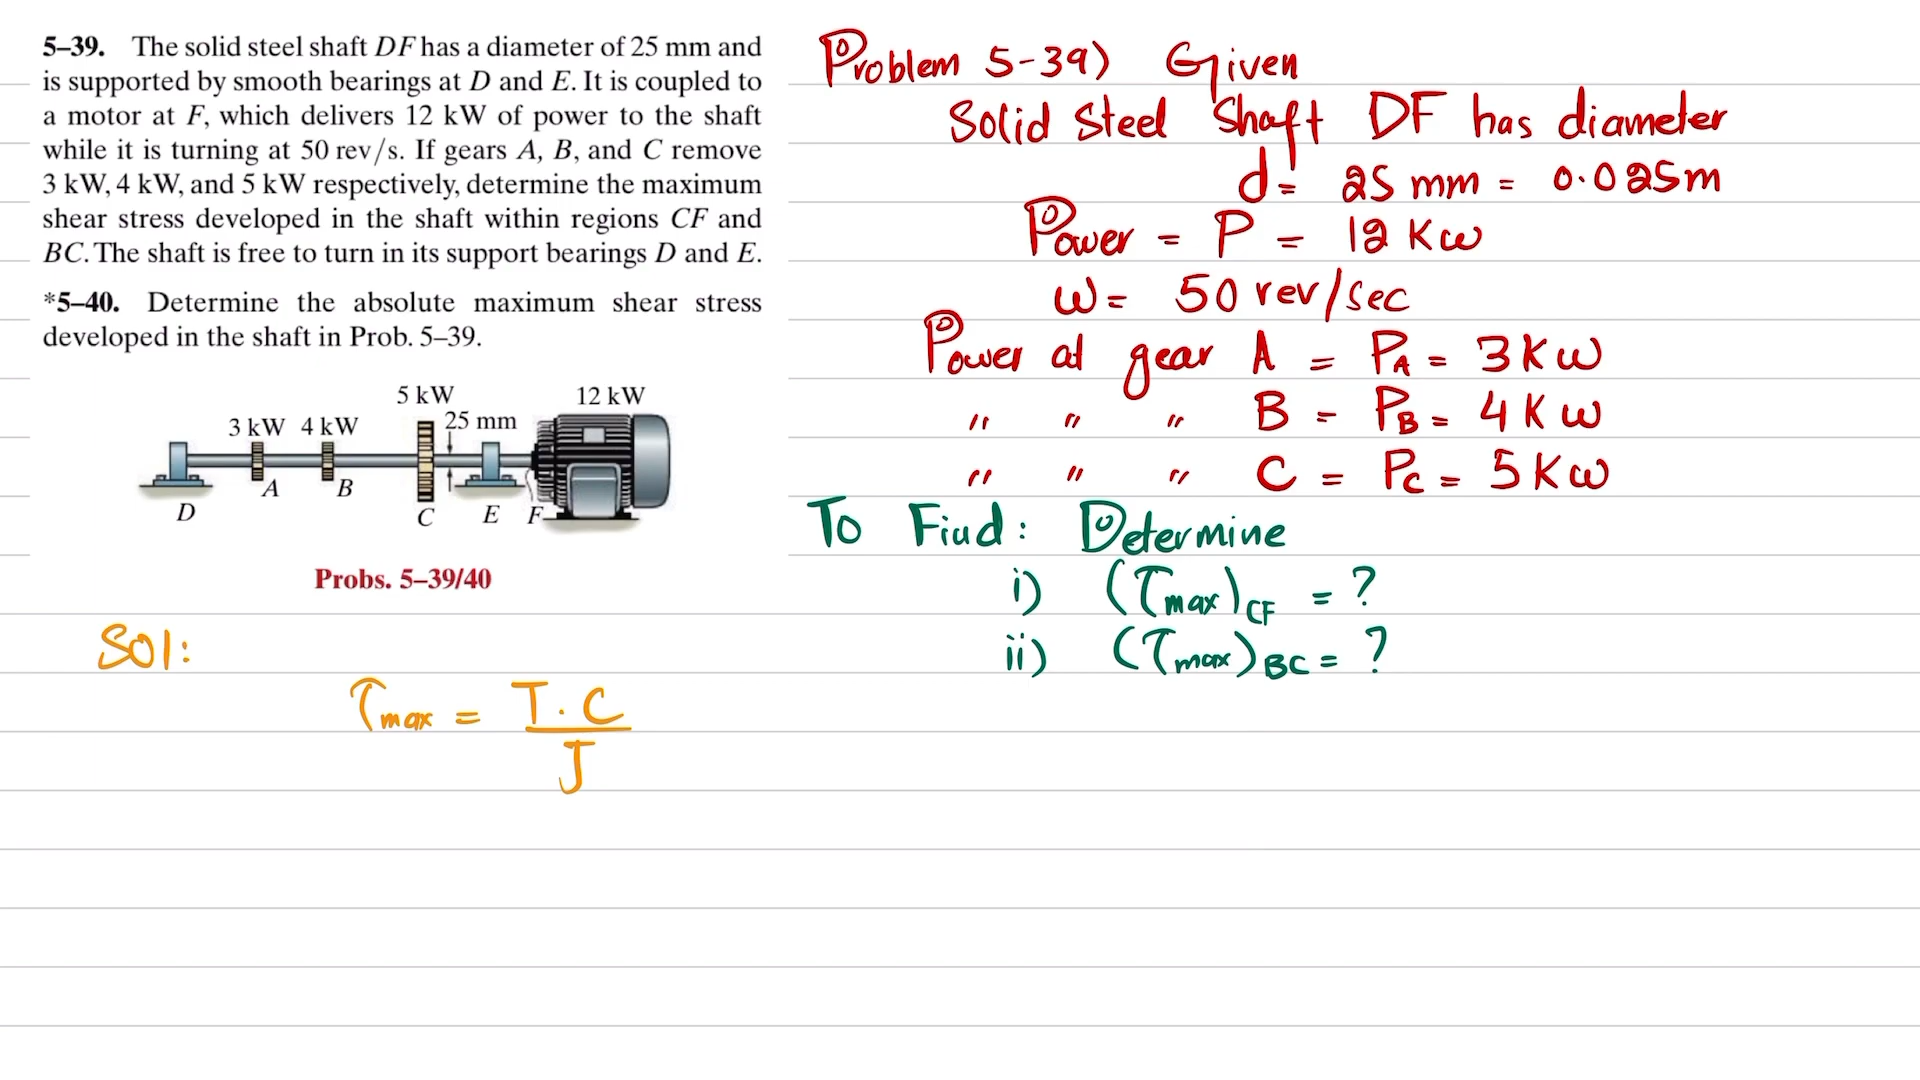 5–39. The solid steel shaft DF has a diameter of 25 mm and
is supported by smooth bearings at D and E. It is coupled to
a motor at F, which delivers 12 kW of power to the shaft
while it is turning at 50 rev/s. If gears A, B, and C remove
3 kW, 4 kW, and 5 kW respectively, determine the maximum
shear stress developed in the shaft within regions CF and
BC. The shaft is free to turn in its support bearings D and E.
*5–40. Determine the absolute maximum shear stress
developed in the shaft in Prob. 5–39.
5 kW 12 kW
3 kW 4 kW 25 mm
A B
D C E F
Probs. 5–39/40
Sol:
τmax = T.C
J
Problem 5-39) Given
Solid Steel Shaft DF has diameter
d = 25 mm = 0.025m
Power = P = 12 Kw
ω = 50 rev/sec
Power at gear A = PA = 3 Kw
" " " B = PB = 4 Kw
" " " C = PC = 5 Kw
To Find: Determine
i) (τmax)CF = ?
ii) (τmax)BC = ?